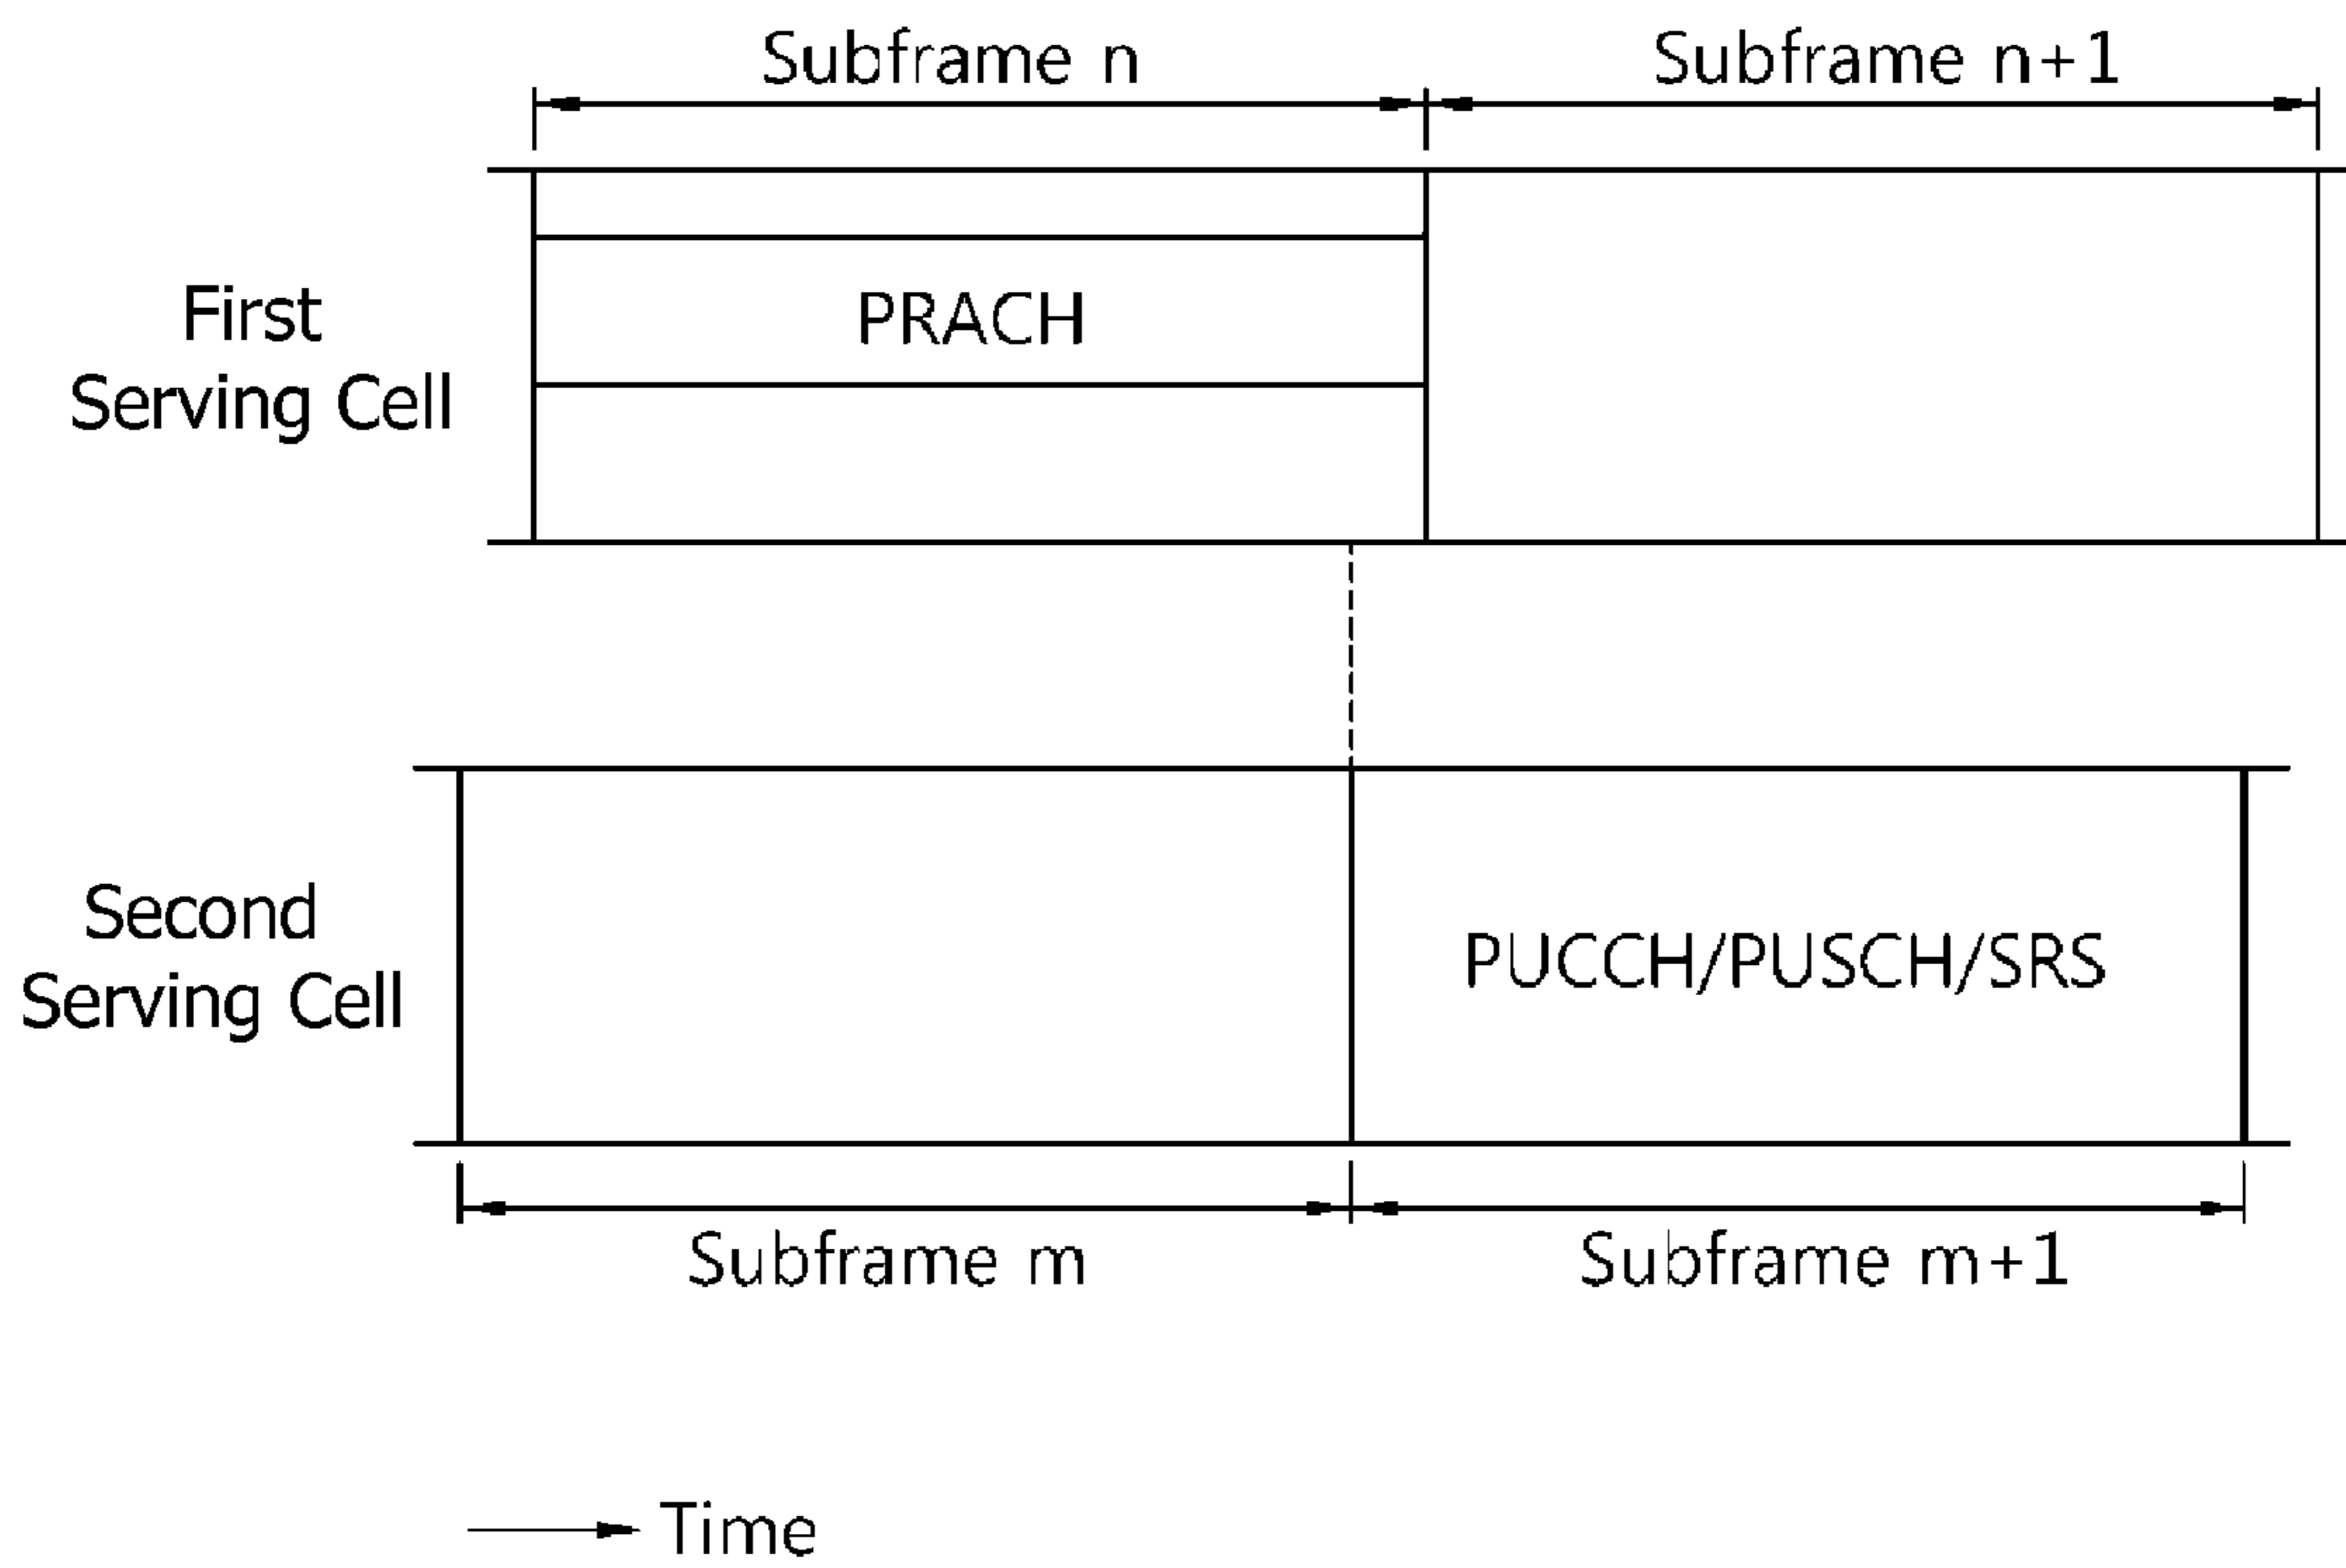 Subframe n
Subframe n+1
First
Serving Cell
PRACH
Second
Serving Cell
PUCCH/PUSCH/SRS
Subframe m
Subframe m+1
Time